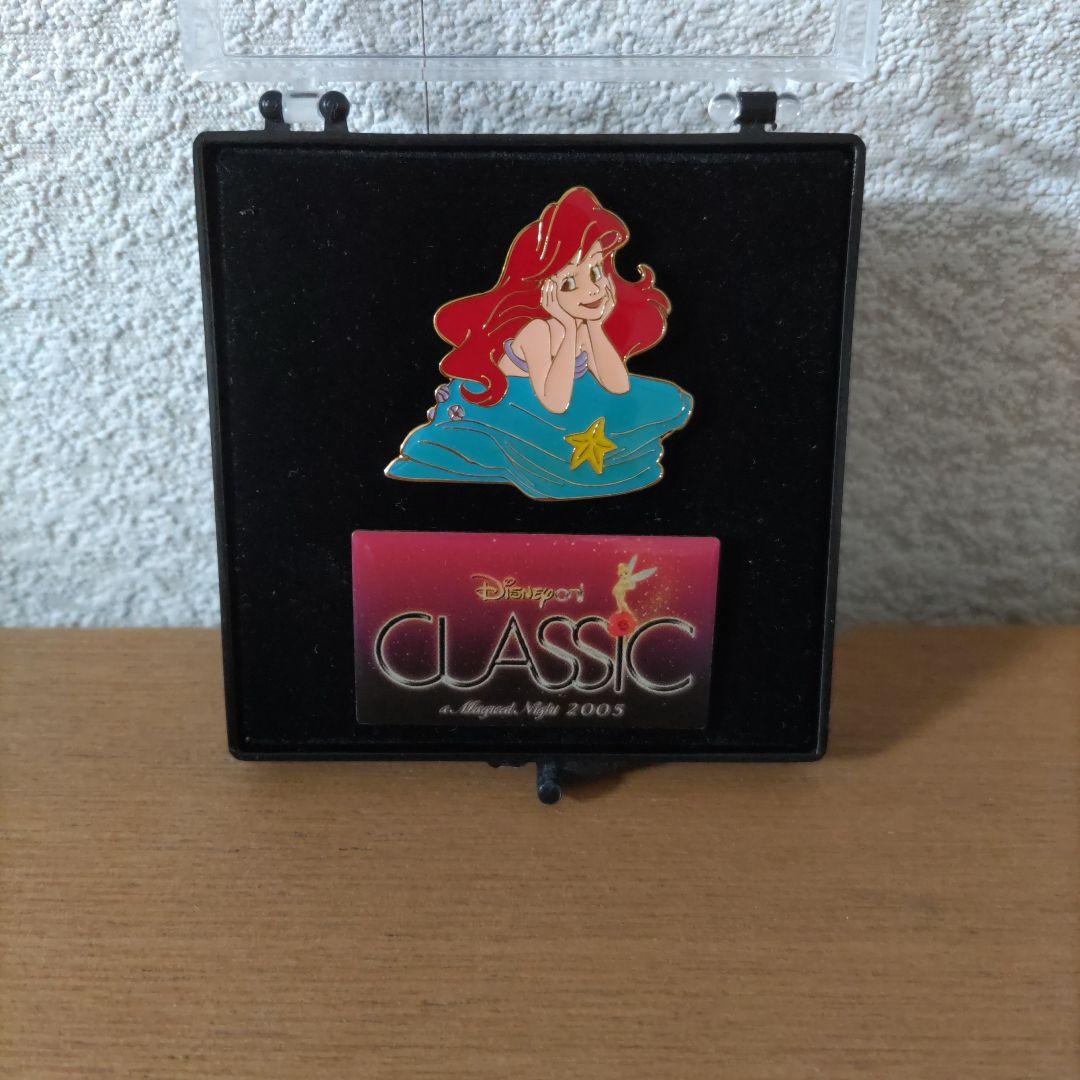 Disney on
CLASSIC
a Magical Night 2005